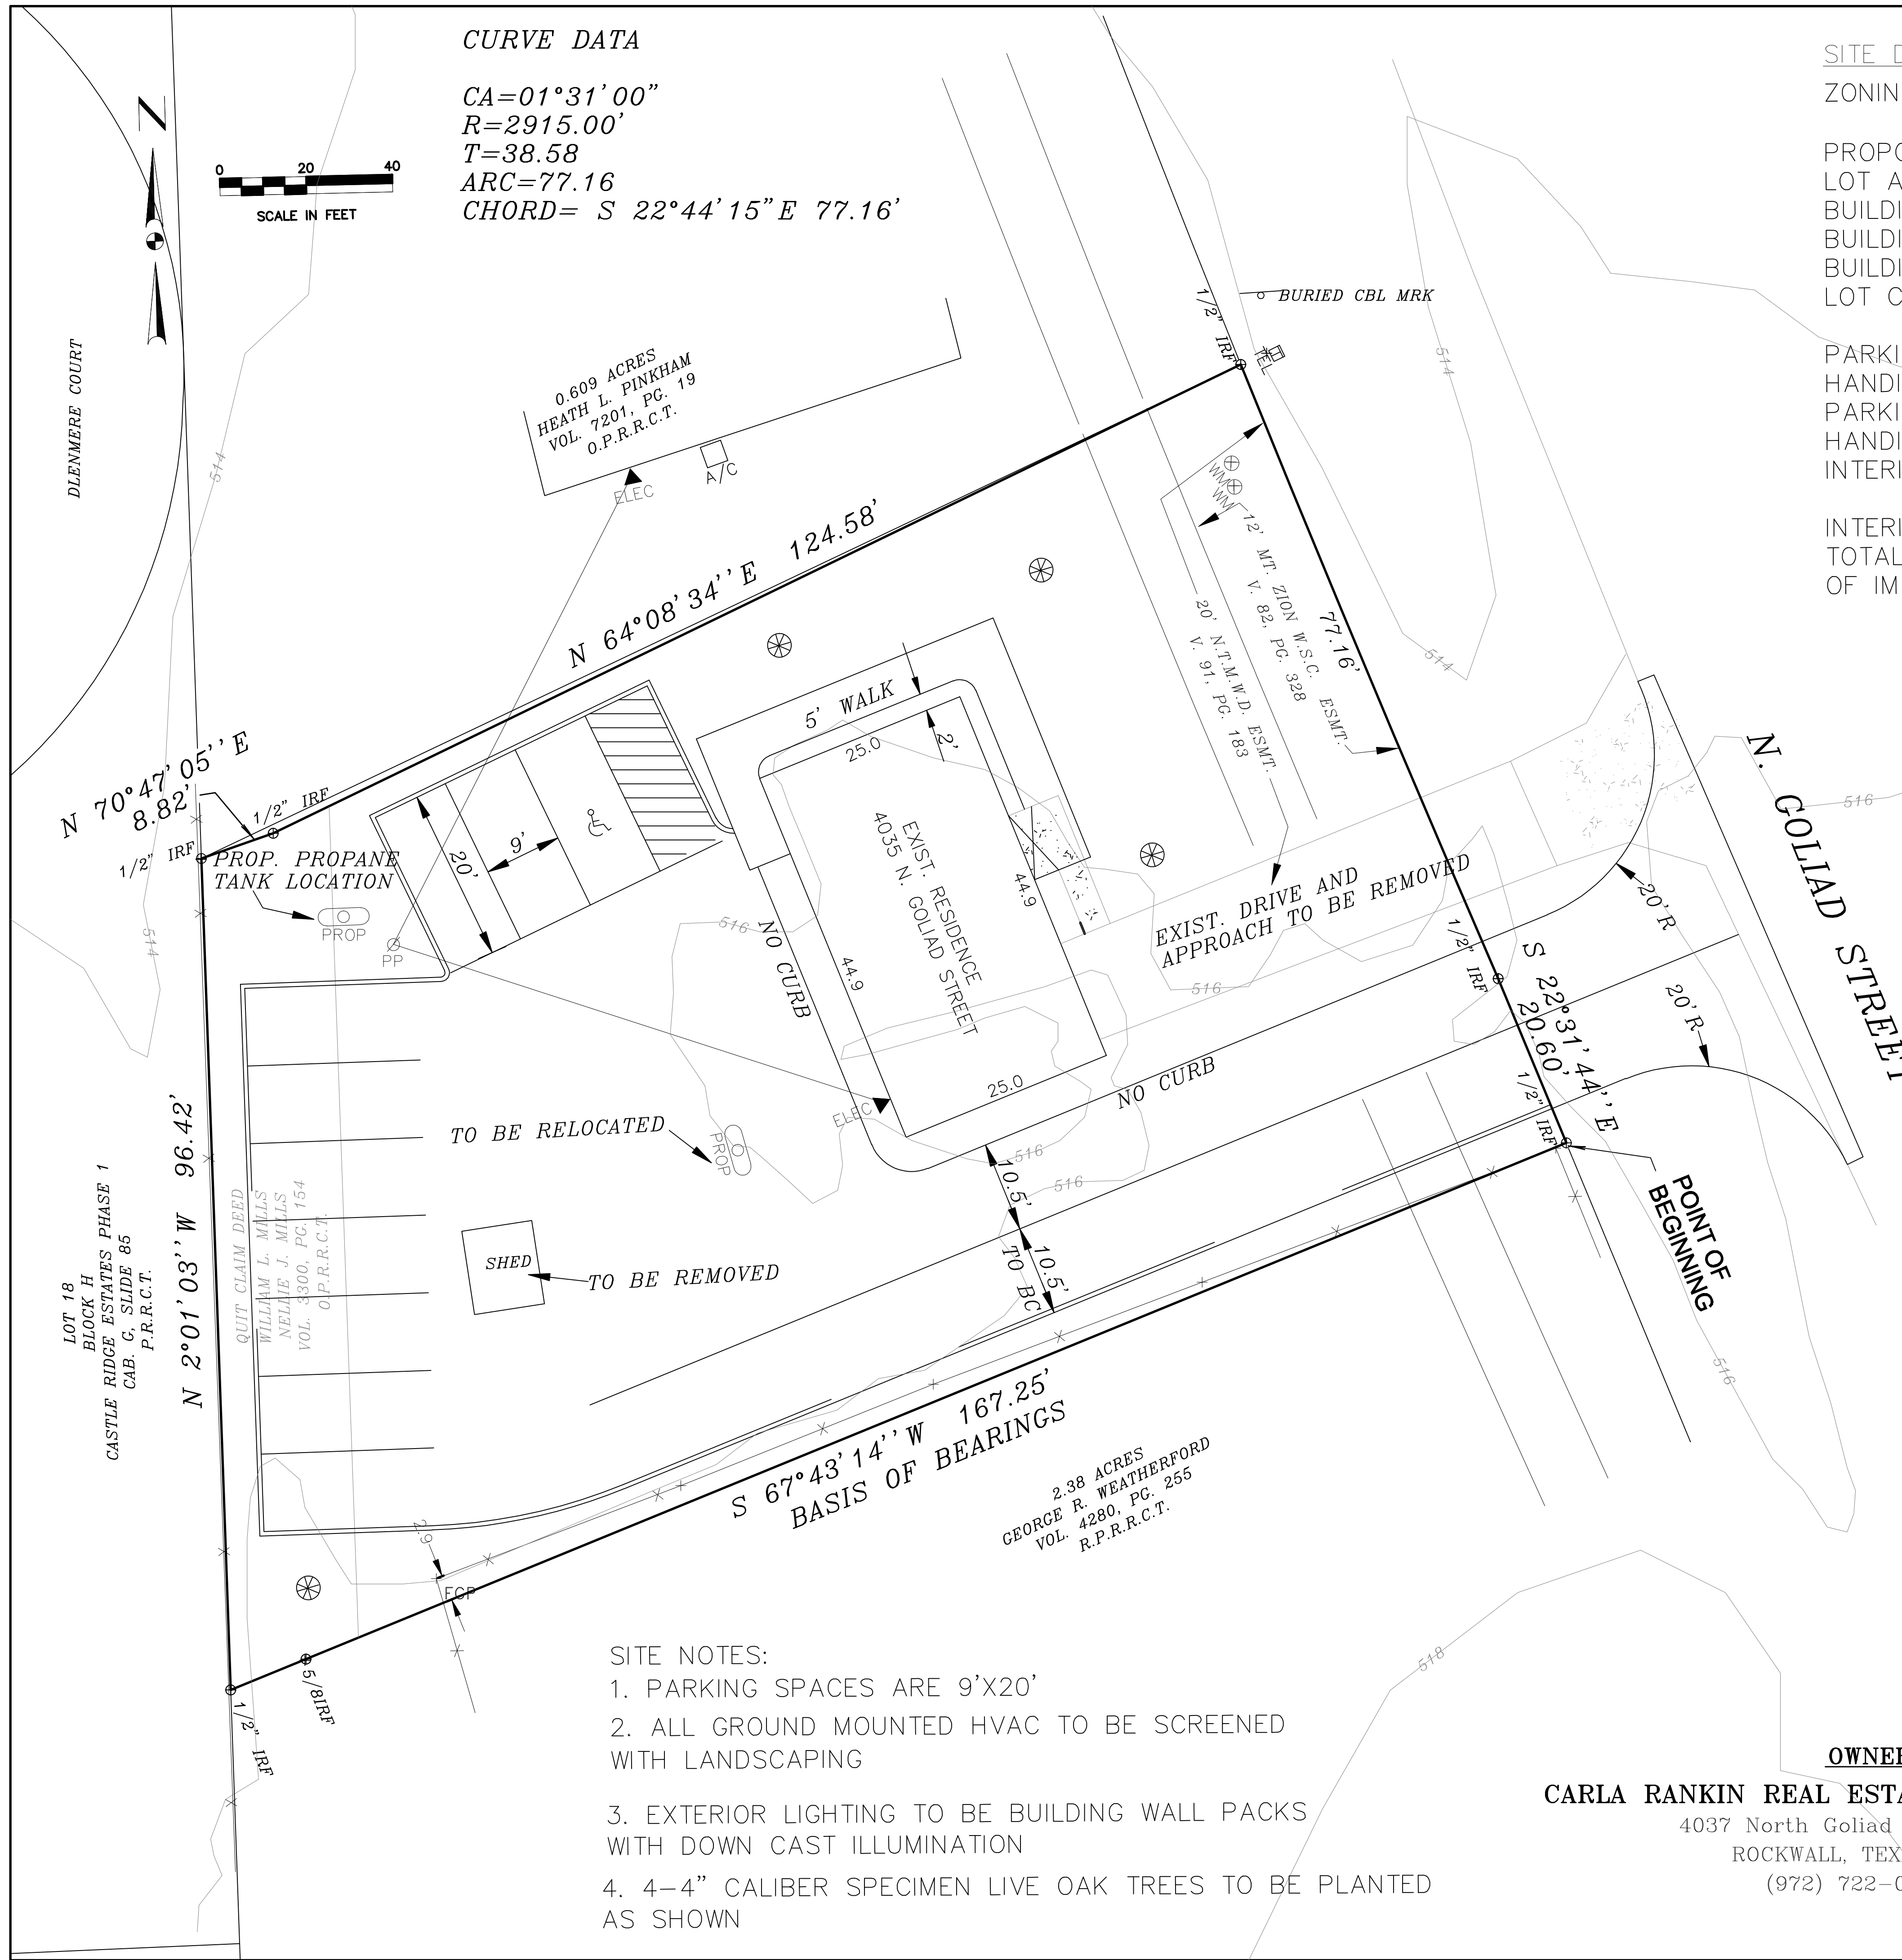 CURVE DATA
CA=01°31'00"
R=2915.00'
T=38.58
ARC=77.16
CHORD= S 22°44'15"E 77.16'
N
0 20 40
SCALE IN FEET
DLENMERE COURT
SITE
ZONIN
LOT
PARKI
HANDI
PARKI
HANDI
INTERI
INTERI
TOTAL
OF IM
1/2" IRF
BURIED CBL MRK
TEL
514
514
514
514
514
0.609 ACRES
HEATH L. PINKHAM
VOL. 7201, PG. 19
O.P.R.R.C.T.
ELEC
A/C
N 64°08'34''E 124.58'
WM
WM
12' MT. ZION W.S.C. ESMT.
V. 82, PG. 328
20' N.T.M.W.D. ESMT.
V. 91, PG. 183
77.16'
N 70°47'05''E
8.82'
1/2" IRF
1/2" IRF
PROP. PROPANE
TANK LOCATION
PROP
PP
20'
9'
5' WALK
2'
25.0
EXIST. RESIDENCE
4035 N. GOLIAD STREET
44.9
44.9
25.0
NO CURB
516
516
516
516
516
516
EXIST. DRIVE AND
APPROACH TO BE REMOVED
N. GOLIAD STREET
20'R
20'R
1/2" IRF
S 22°31'44''E
20.60'
1/2" IRF
NO CURB
ELEC
TO BE RELOCATED
PROP
10.5'
10.5'
TO BC
SHED
TO BE REMOVED
POINT OF
BEGINNING
N 2°01'03''W 96.42'
QUIT CLAIM DEED
WILLIAM L. MILLS
NELLIE J. MILLS
VOL. 3300, PG. 154
O.P.R.R.C.T.
LOT 18
BLOCK H
CASTLE RIDGE ESTATES PHASE 1
CAB. G, SLIDE 85
P.R.R.C.T.
S 67°43'14''W 167.25'
BASIS OF BEARINGS
2.38 ACRES
GEORGE R. WEATHERFORD
VOL. 4280, PG. 255
R.P.R.R.C.T.
2.9
FCP
5/8IRF
1/2" IRF
518
SITE NOTES:
1. PARKING SPACES ARE 9'X20'
2. ALL GROUND MOUNTED HVAC TO BE SCREENED
WITH LANDSCAPING
3. EXTERIOR LIGHTING TO BE BUILDING WALL PACKS
WITH DOWN CAST ILLUMINATION
4. 4-4" CALIBER SPECIMEN LIVE OAK TREES TO BE PLANTED
AS SHOWN
OWNER
CARLA RANKIN REAL ESTA
4037 North Goliad
ROCKWALL, TEX
(972) 722-